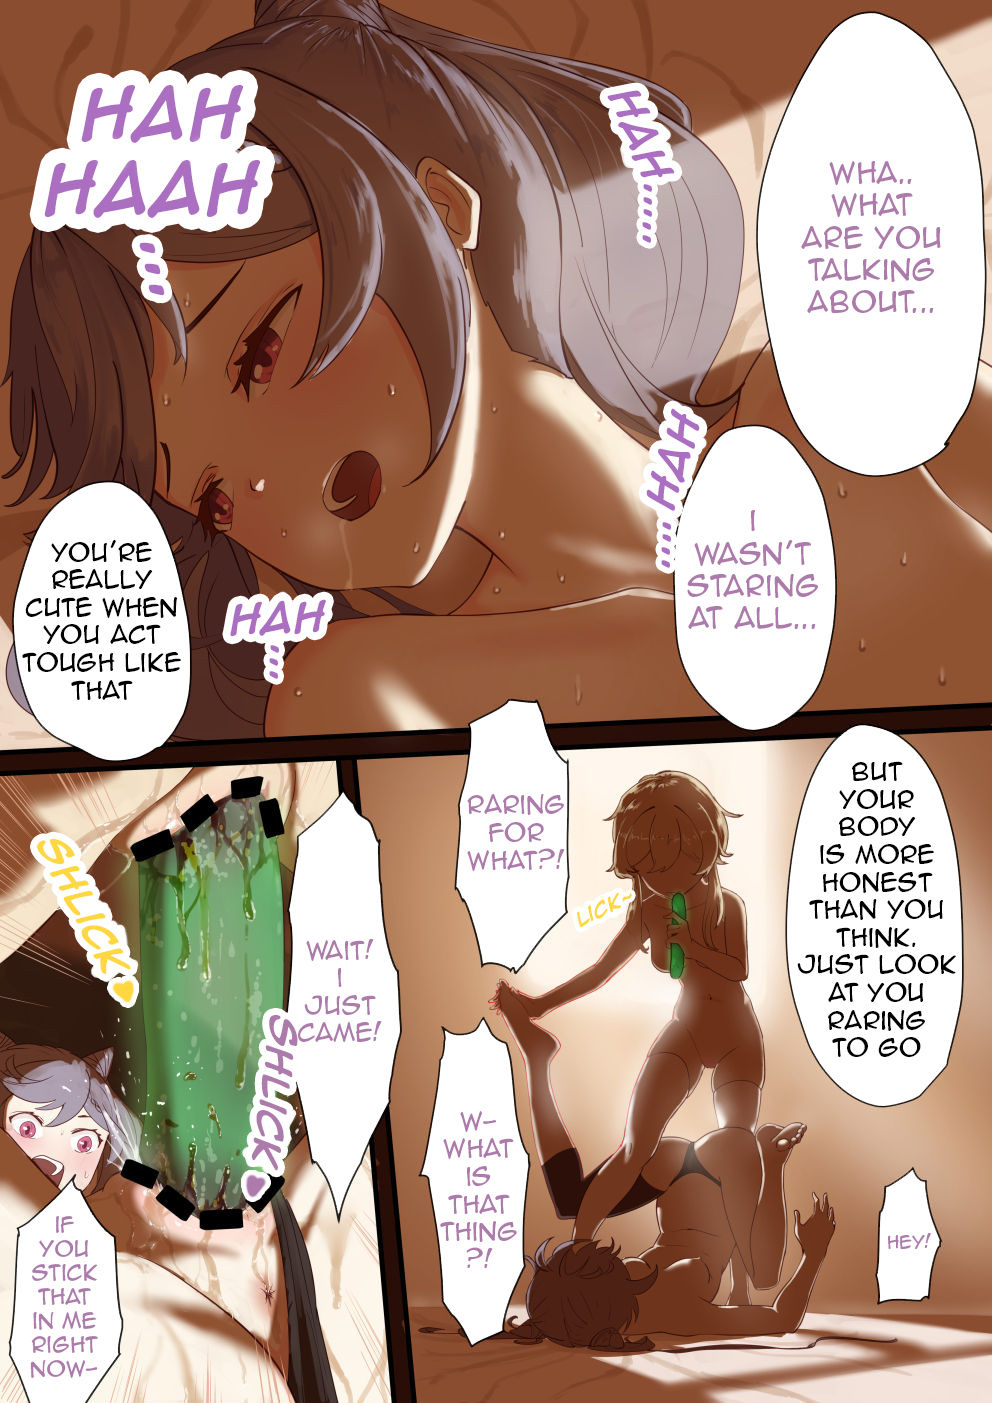 HAH
HAAH
...
HAH......
WHA..
WHAT
ARE YOU
TALKING
ABOUT...
......HAH......
I
WASN'T
STARING
AT ALL...
HAH
...
YOU'RE
REALLY
CUTE WHEN
YOU ACT
TOUGH LIKE
THAT
BUT
YOUR
BODY
IS MORE
HONEST
THAN YOU
THINK.
JUST LOOK
AT YOU
RARING
TO GO
RARING
FOR
WHAT?!
LICK~
W-
WHAT
IS
THAT
THING
?!
HEY!
WAIT!
I
JUST
CAME!
SHLICK
SHLICK
IF
YOU
STICK
THAT
IN ME
RIGHT
NOW-